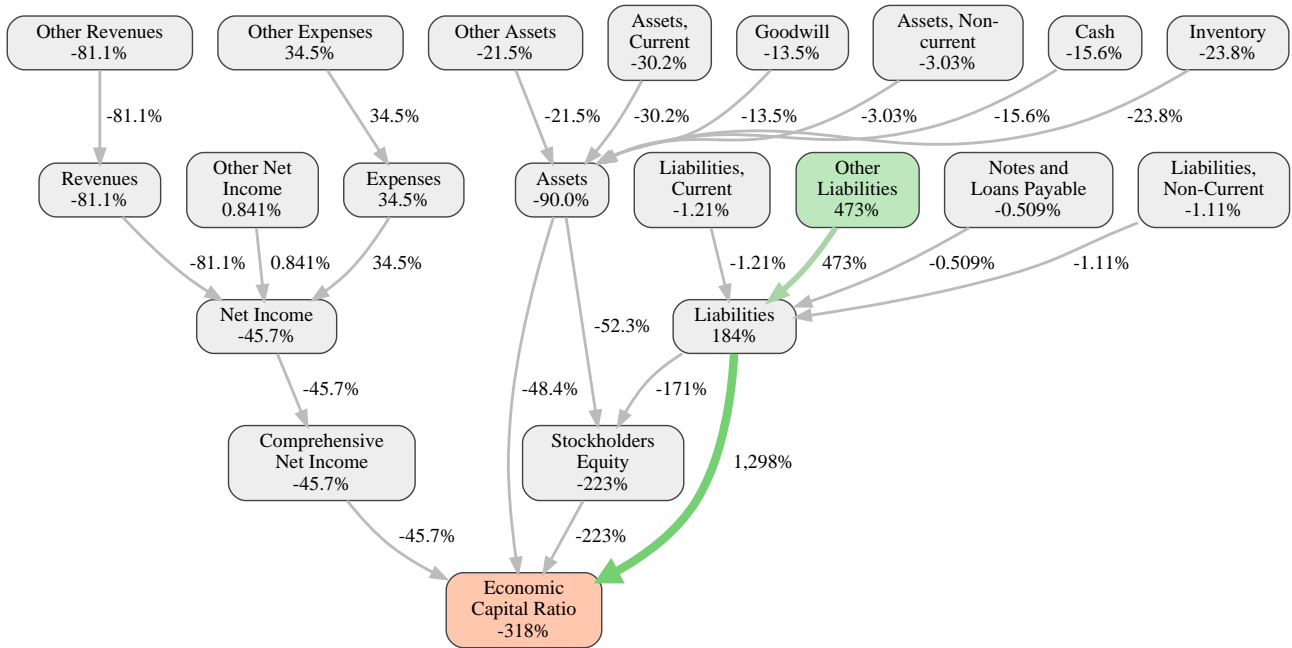 Other Revenues
-81.1%
Other Expenses
34.5%
Other Assets
-21.5%
Assets,
Current
-30.2%
Goodwill
-13.5%
Assets, Non-
current
-3.03%
Cash
-15.6%
Inventory
-23.8%
-81.1%
34.5%
-21.5%
-30.2%
-13.5%
-3.03%
-15.6%
-23.8%
Revenues
-81.1%
Other Net
Income
0.841%
Expenses
34.5%
Assets
-90.0%
Liabilities,
Current
-1.21%
Other
Liabilities
473%
Notes and
Loans Payable
-0.509%
Liabilities,
Non-Current
-1.11%
-81.1%
0.841%
34.5%
-1.21%
473%
-0.509%
-1.11%
Net Income
-45.7%
-52.3%
Liabilities
184%
-45.7%
-48.4%
-171%
Comprehensive
Net Income
-45.7%
Stockholders
Equity
-223%
1,298%
-45.7%
-223%
Economic
Capital Ratio
-318%